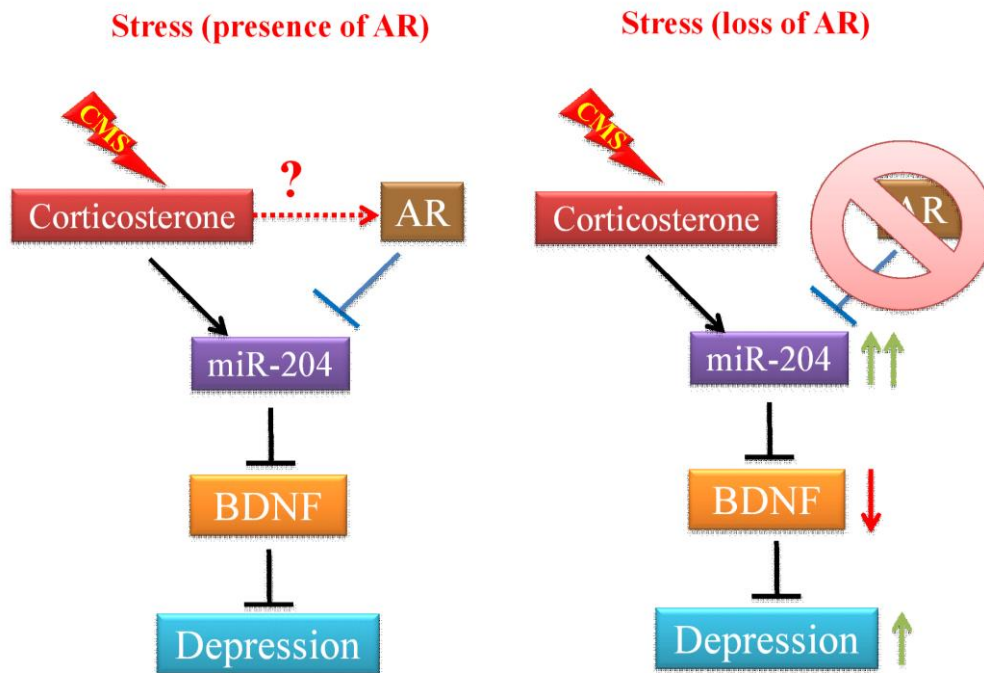 Stress (presence of AR)
CMS
Corticosterone
?
AR
miR-204
BDNF
Depression
Stress (loss of AR)
CMS
Corticosterone
AR
miR-204
BDNF
Depression